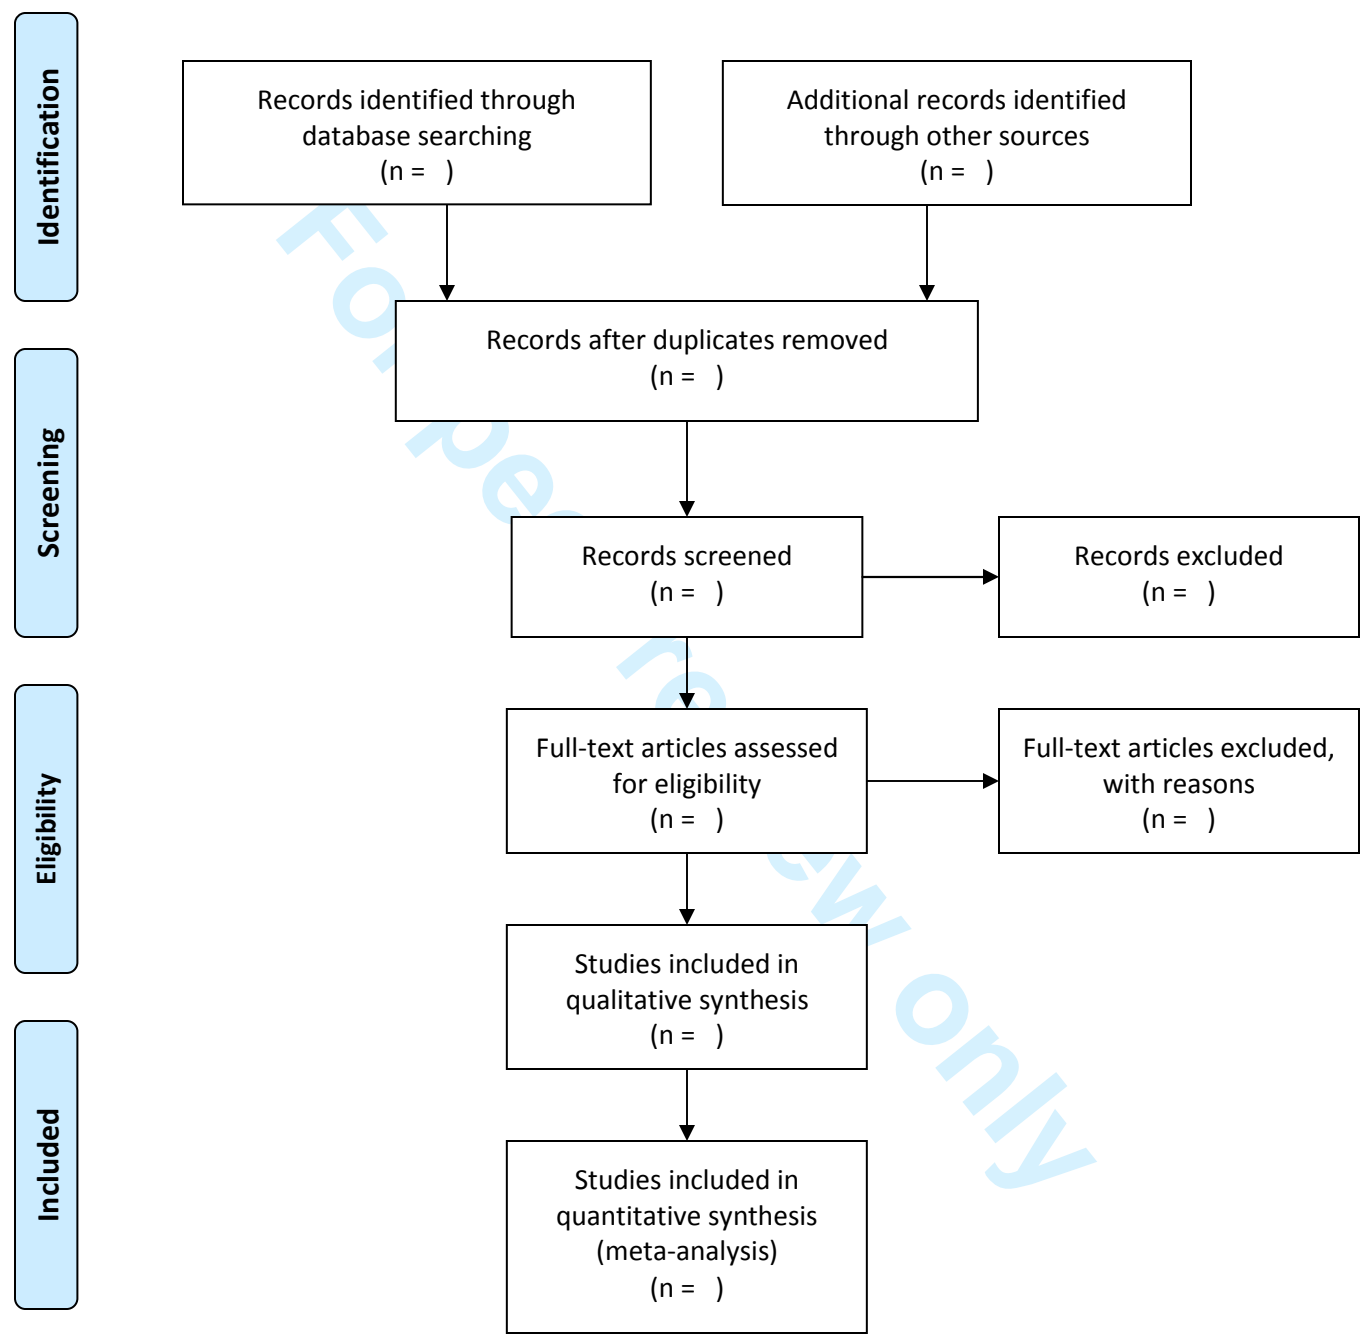 Identification
Records identified through
database searching
(n =   )
Additional records identified
through other sources
(n =   )
Records after duplicates removed
(n =   )
Screening
Records screened
(n =   )
Records excluded
(n =   )
Eligibility
Full-text articles assessed
for eligibility
(n =   )
Full-text articles excluded,
with reasons
(n =   )
Studies included in
qualitative synthesis
(n =   )
Included
Studies included in
quantitative synthesis
(meta-analysis)
(n =   )
For peer review only